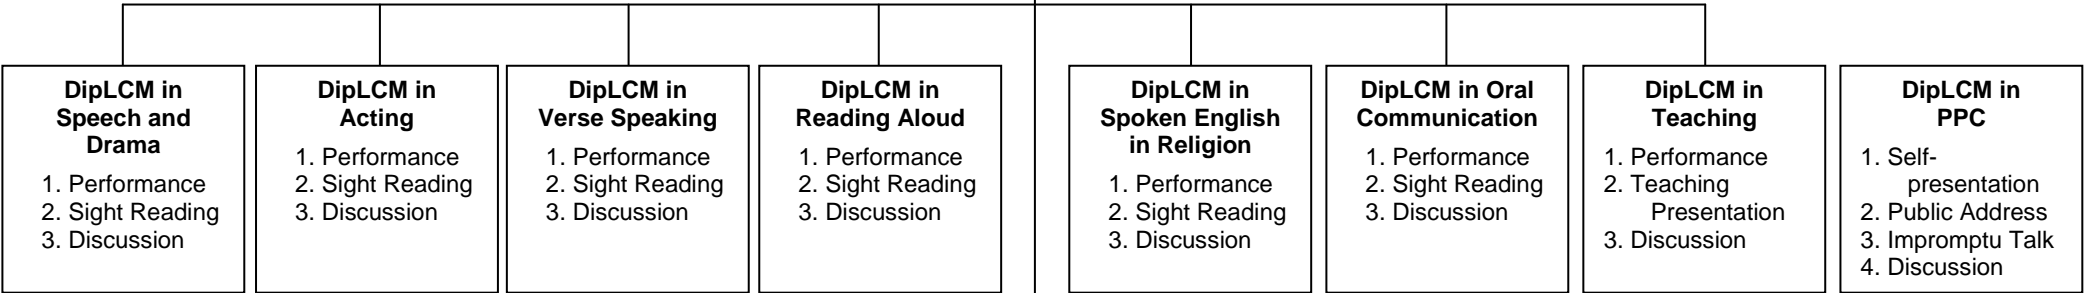 DipLCM in
Speech and
Drama
1. Performance
2. Sight Reading
3. Discussion
DipLCM in
Acting
1. Performance
2. Sight Reading
3. Discussion
DipLCM in
Verse Speaking
1. Performance
2. Sight Reading
3. Discussion
DipLCM in
Reading Aloud
1. Performance
2. Sight Reading
3. Discussion
DipLCM in
Spoken English
in Religion
1. Performance
2. Sight Reading
3. Discussion
DipLCM in Oral
Communication
1. Performance
2. Sight Reading
3. Discussion
DipLCM in
Teaching
1. Performance
2. Teaching
Presentation
3. Discussion
DipLCM in
PPC
1. Self-
presentation
2. Public Address
3. Impromptu Talk
4. Discussion